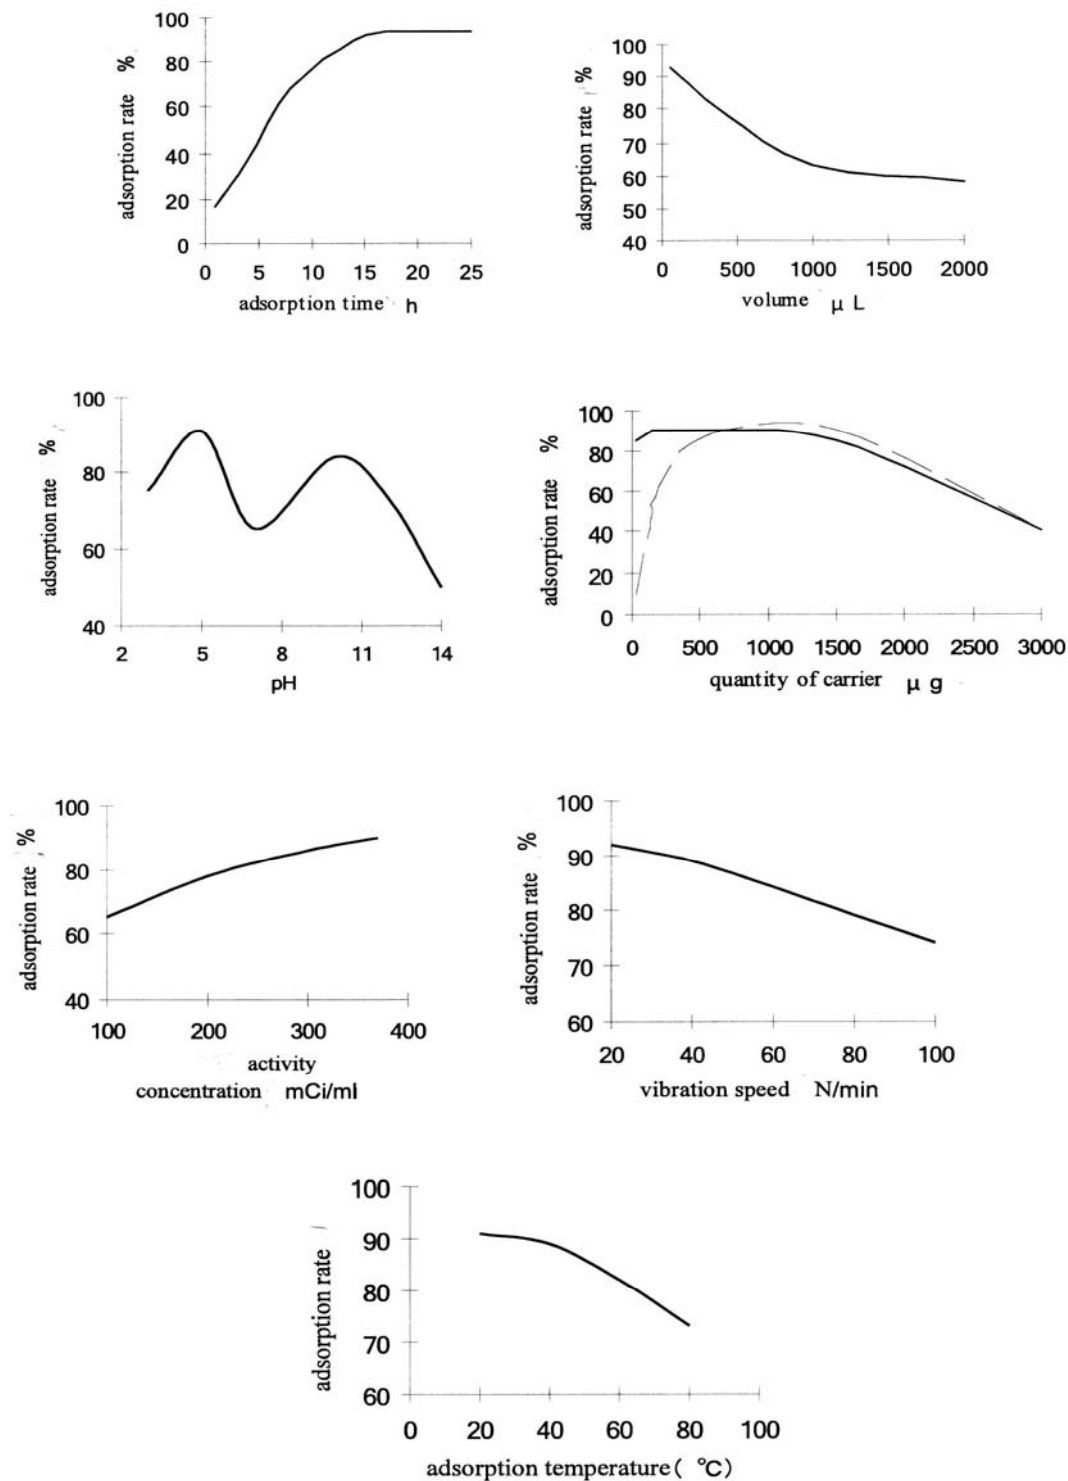 100
80
60
40
20
0
adsorption rate %
0 5 10 15 20 25
adsorption time h
100
90
80
70
60
50
40
adsorption rate %
0 500 1000 1500 2000
volume μ L
100
80
60
40
adsorption rate %
2 5 8 11 14
pH
100
80
60
40
20
0
adsorption rate %
0 500 1000 1500 2000 2500 3000
quantity of carrier μ g
100
80
60
40
adsorption rate %
100 200 300 400
activity
concentration mCi/ml
100
90
80
70
60
adsorption rate %
20 40 60 80 100
vibration speed N/min
100
90
80
70
60
adsorption rate
0 20 40 60 80 100
adsorption temperature( °C)